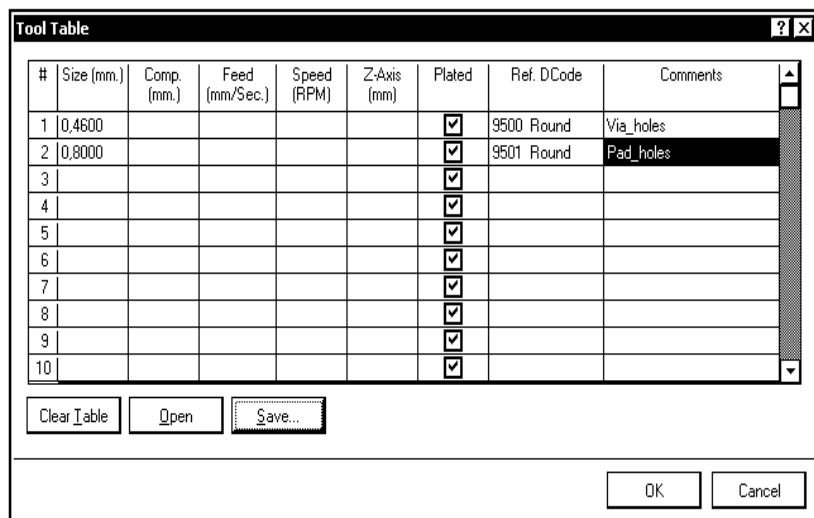 Tool Table
# Size (mm.) Comp. (mm.) Feed (mm/Sec.) Speed (RPM) Z-Axis (mm) Plated Ref. DCode Comments
1 0,4600 9500 Round Via_holes
2 0,8000 9501 Round Pad_holes
3
4
5
6
7
8
9
10
Clear Table Open Save...
OK Cancel